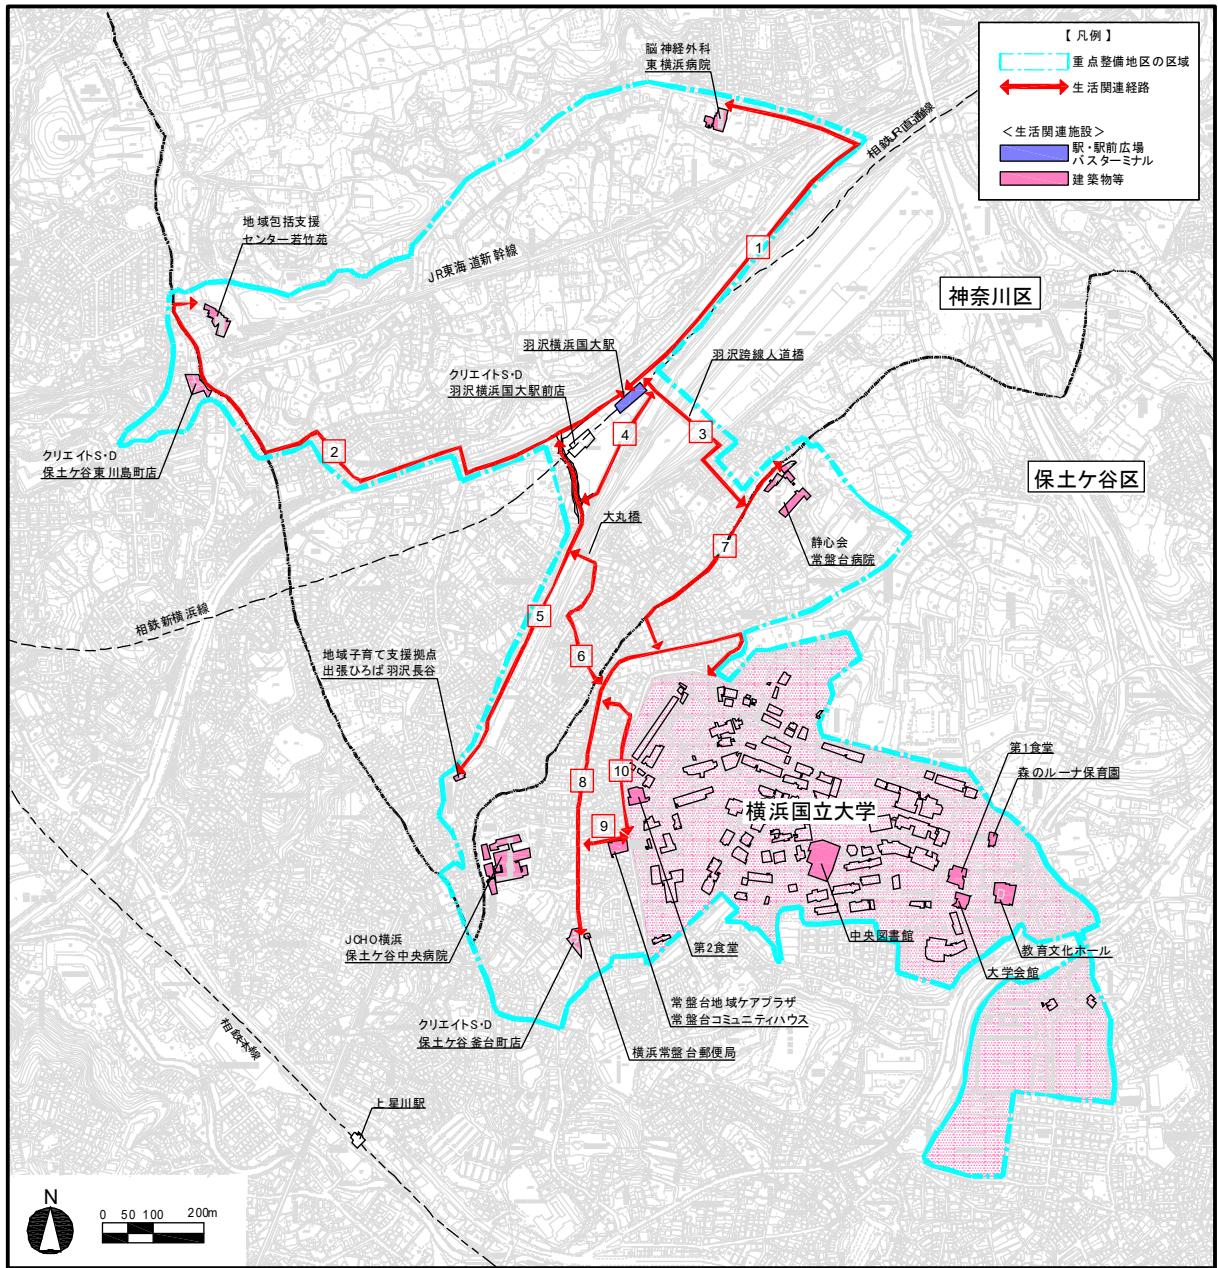 【 凡例 】
重点整備地区の区域
生活関連経路
＜生活関連施設＞
駅・駅前広場
バスターミナル
建築物等
脳神経外科
東横浜病院
相鉄JR直通線
1
地域包括支援
センター若竹苑
JR東海道新幹線
神奈川区
羽沢横浜国大駅
羽沢跨線人道橋
クリエイトS・D
羽沢横浜国大駅前店
4
3
2
クリエイトS・D
保土ケ谷東川島町店
保土ケ谷区
大丸橋
7
静心会
常盤台病院
相鉄新横浜線
5
6
地域子育て支援拠点
出張ひろば 羽沢長谷
第1食堂
森のルーナ保育園
8
10
横浜国立大学
9
JCHO横浜
保土ケ谷中央病院
第2食堂
中央図書館
教育文化ホール
大学会館
常盤台地域ケアプラザ
常盤台コミュニティハウス
クリエイトS・D
保土ケ谷釜台町店
横浜常盤台郵便局
相鉄本線
上星川駅
N
0 50 100 200m